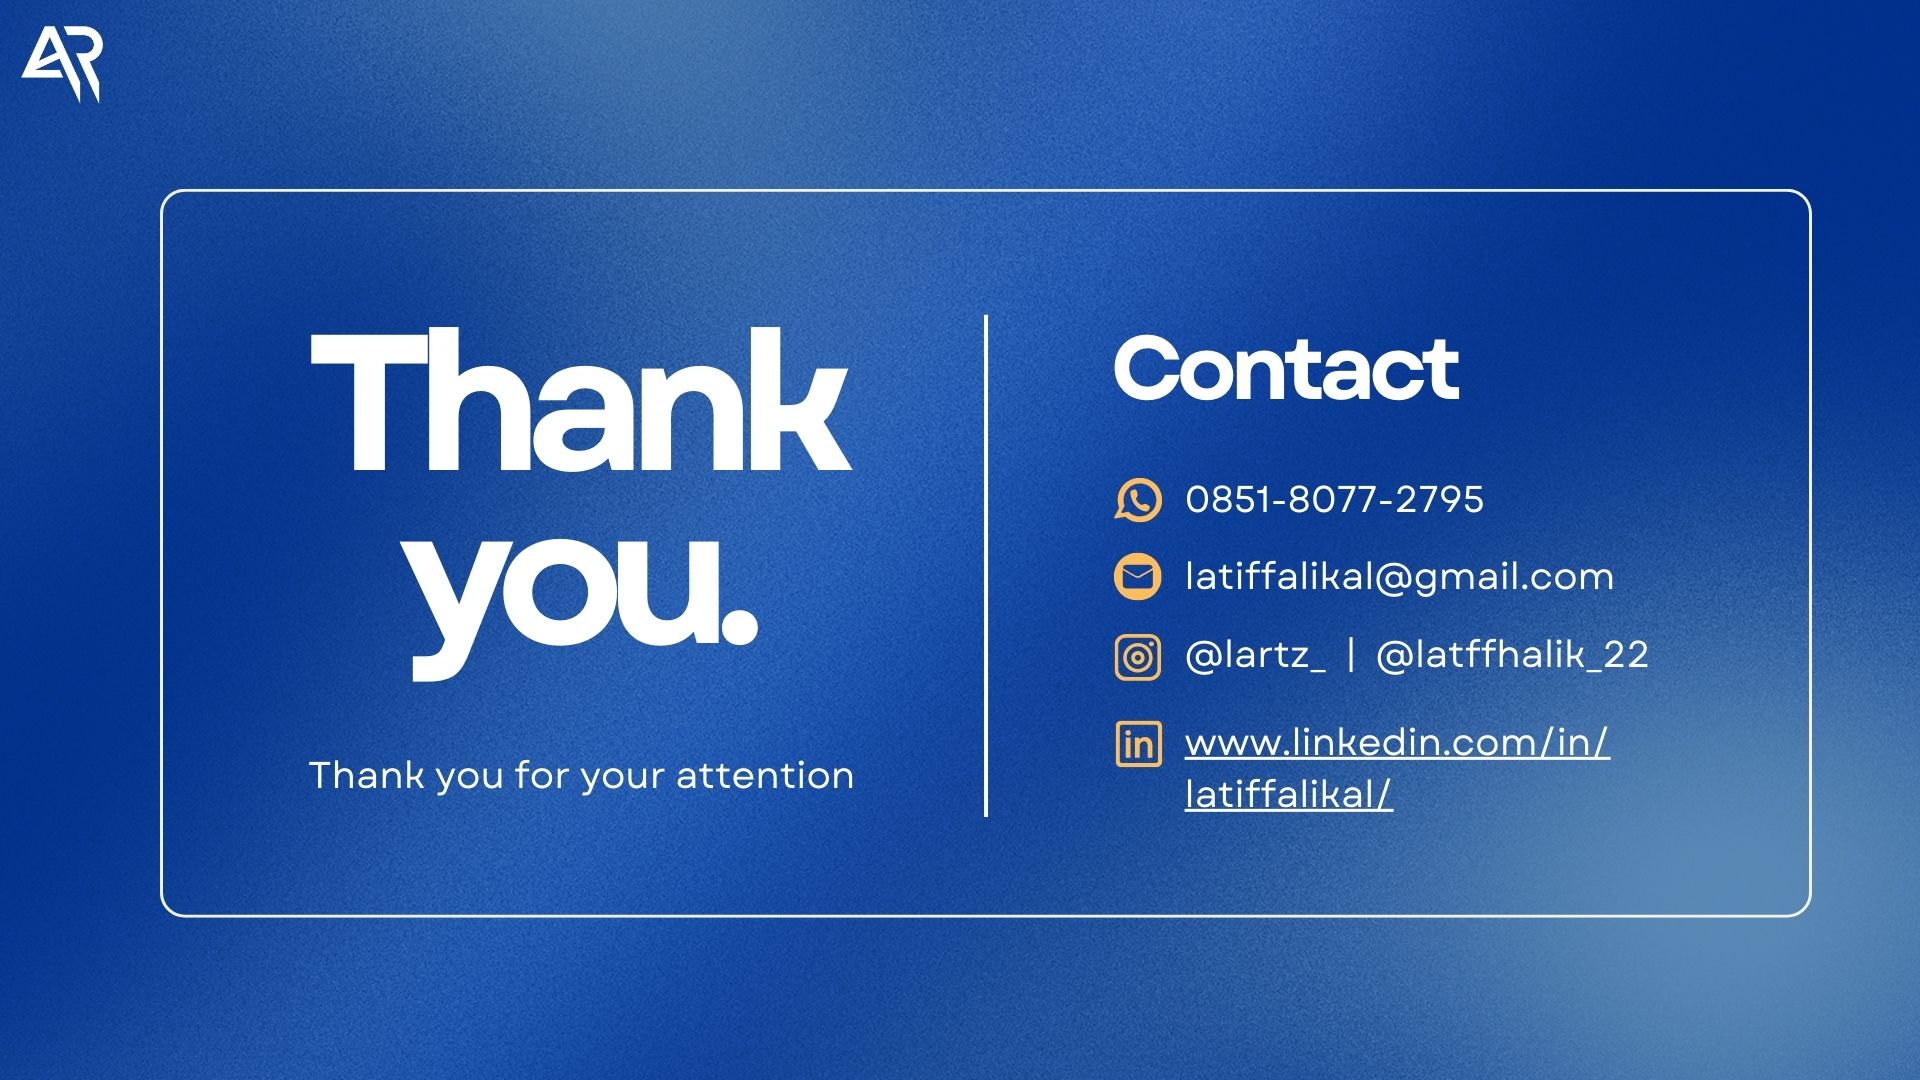 AR
Thank
you.
Thank you for your attention
Contact
0851-8077-2795
latiffalikal@gmail.com
@lartz_ | @latffhalik_22
in
www.linkedin.com/in/
latiffalikal/